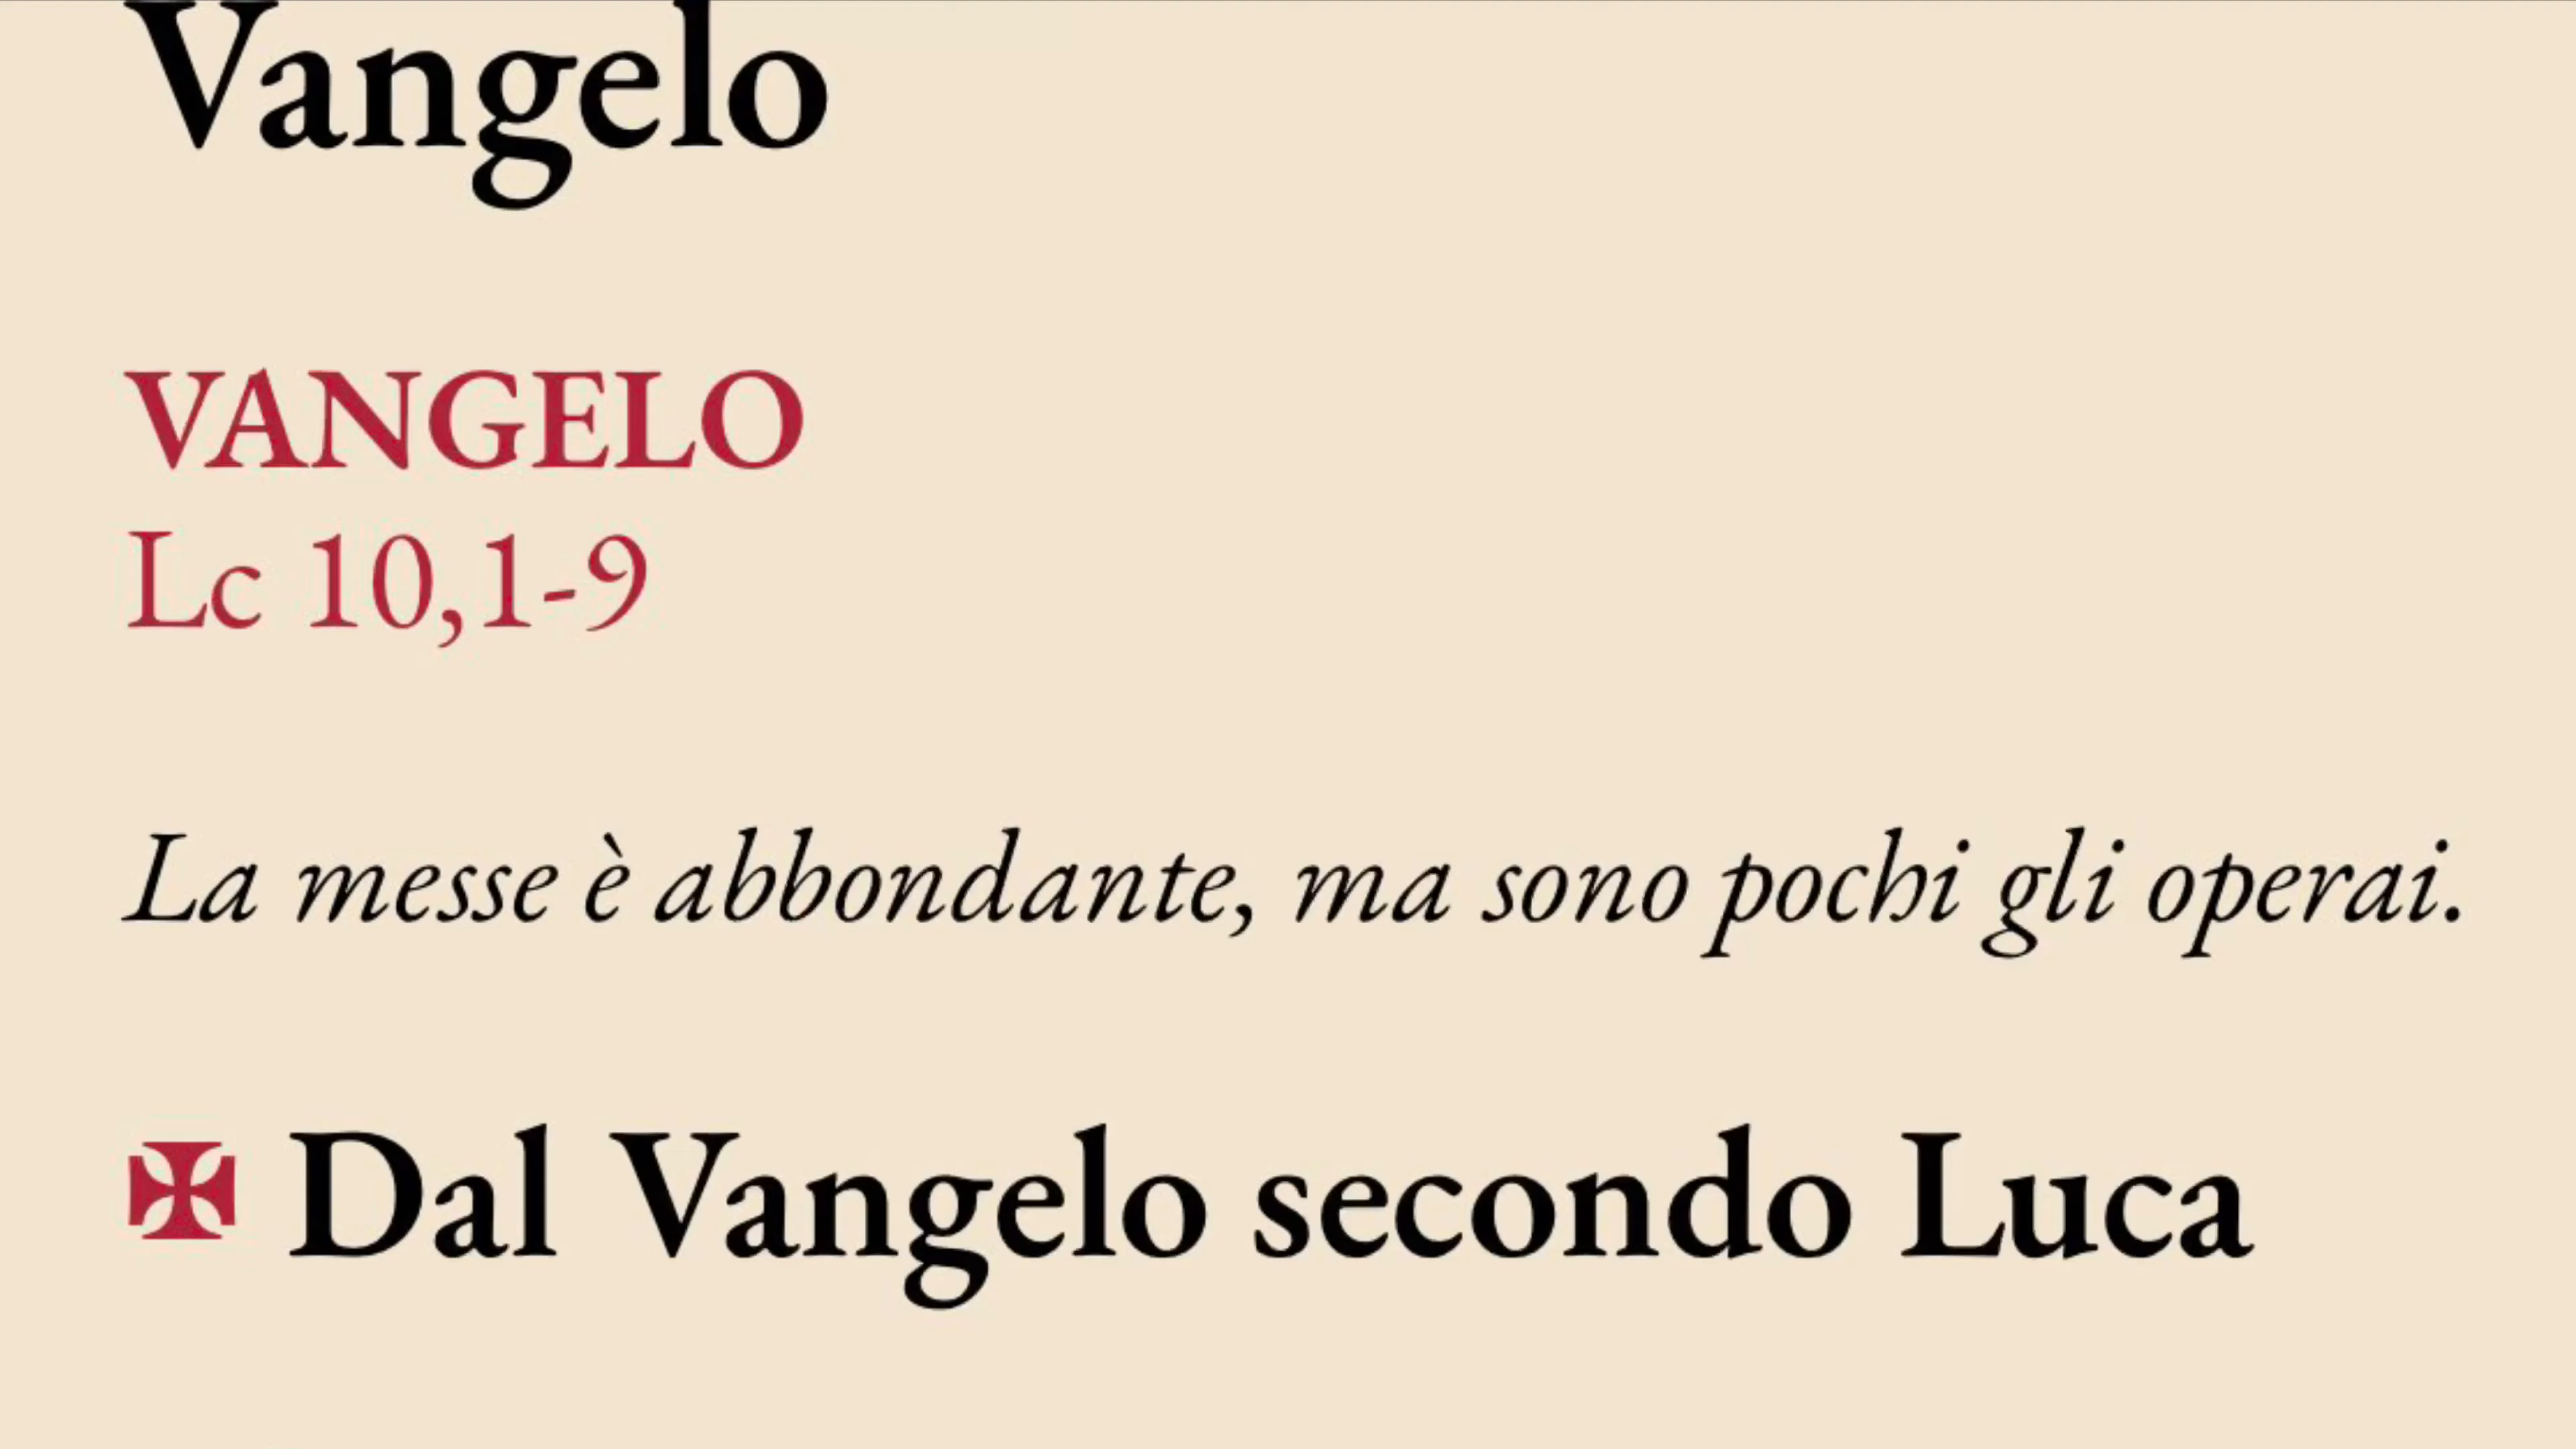 Vangelo
VANGELO
Lc 10,1-9
La messe è abbondante, ma sono pochi gli operai.
✠ Dal Vangelo secondo Luca